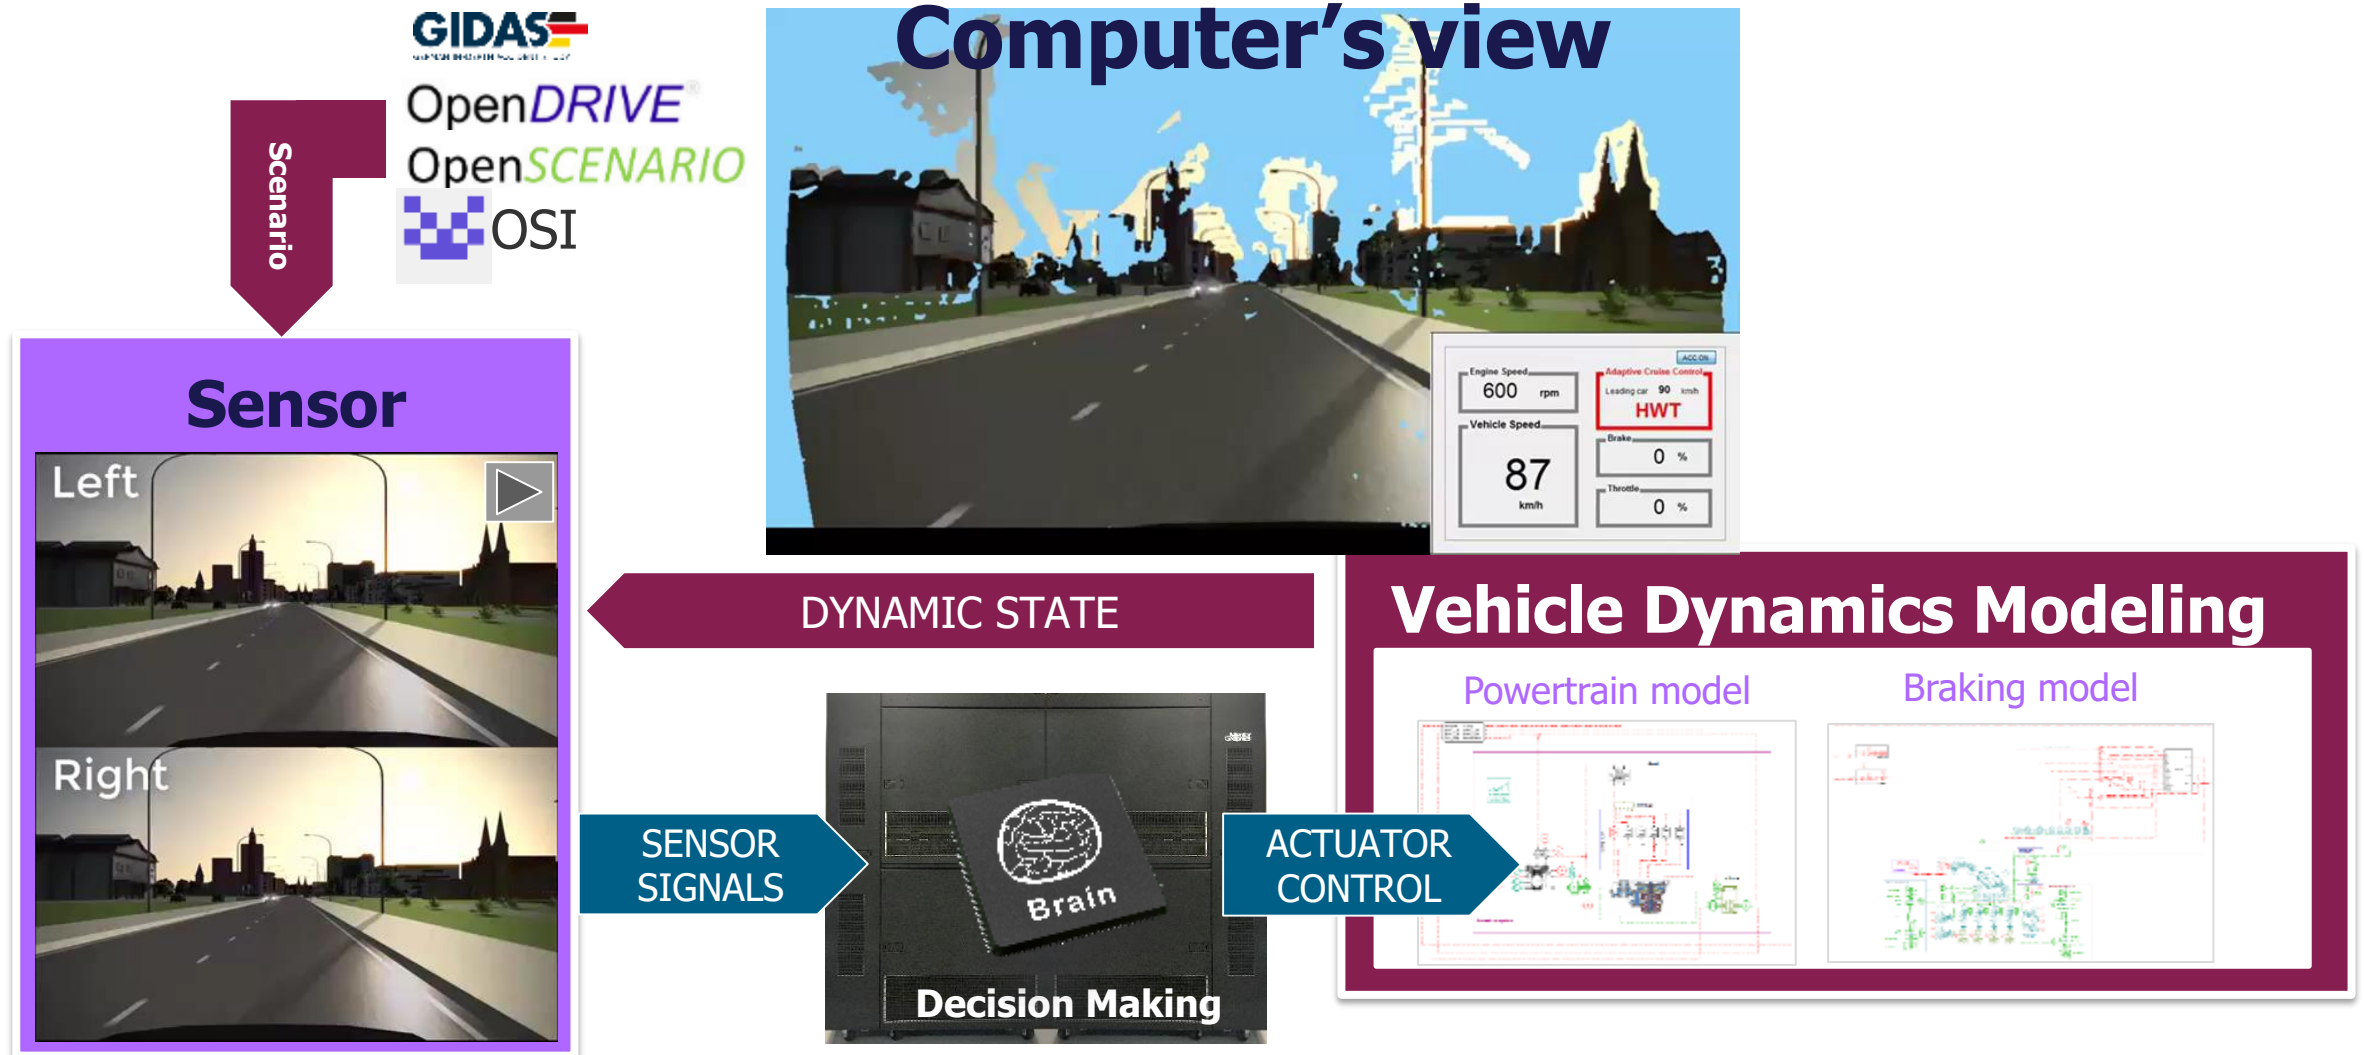 GIDAS
OpenDRIVE®
OpenSCENARIO
OSI
Scenario
Computer's view
ACC ON
Engine Speed
600 rpm
Adaptive Cruise Control
Leading car 90 km/h
HWT
Vehicle Speed
87
km/h
Brake
0 %
Throttle
0 %
Sensor
Left
Right
DYNAMIC STATE
SENSOR
SIGNALS
Brain
Decision Making
ACTUATOR
CONTROL
Vehicle Dynamics Modeling
Powertrain model
Braking model